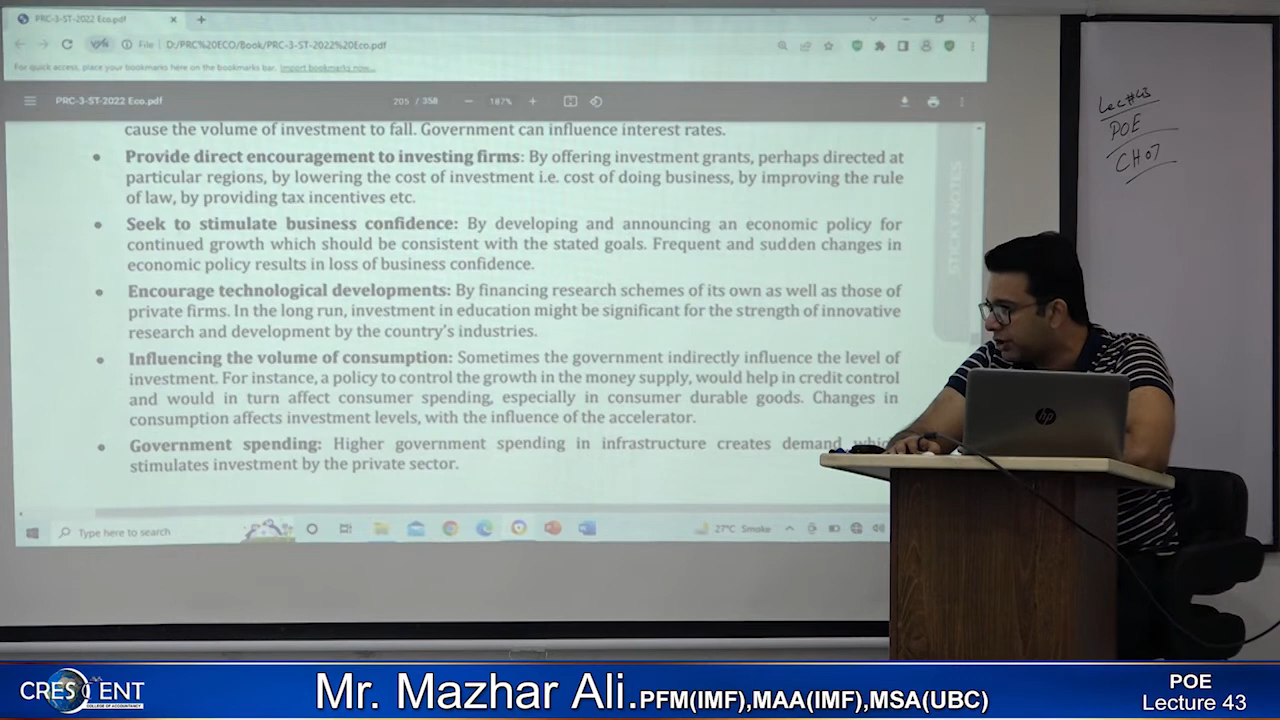 PRC-3-ST-2022 Eco.pdf
File D:/PRC%20ECO/Book/PRC-3-ST-2022%20Eco.pdf
For quick access, place your bookmarks here on the bookmarks bar. Import bookmarks now...
PRC-3-ST-2022 Eco.pdf 205 / 358 187%
cause the volume of investment to fall. Government can influence interest rates.
• Provide direct encouragement to investing firms: By offering investment grants, perhaps directed at
particular regions, by lowering the cost of investment i.e. cost of doing business, by improving the rule
of law, by providing tax incentives etc.
• Seek to stimulate business confidence: By developing and announcing an economic policy for
continued growth which should be consistent with the stated goals. Frequent and sudden changes in
economic policy results in loss of business confidence.
• Encourage technological developments: By financing research schemes of its own as well as those of
private firms. In the long run, investment in education might be significant for the strength of innovative
research and development by the country's industries.
• Influencing the volume of consumption: Sometimes the government indirectly influence the level of
investment. For instance, a policy to control the growth in the money supply, would help in credit control
and would in turn affect consumer spending, especially in consumer durable goods. Changes in
consumption affects investment levels, with the influence of the accelerator.
• Government spending: Higher government spending in infrastructure creates demand
stimulates investment by the private sector.
STICKY NOTES
Type here to search
27°C Smoke
Lec#43
POE
CH 07
hp
CRESCENT
COLLEGE OF ACCOUNTANCY
Mr. Mazhar Ali.PFM(IMF),MAA(IMF),MSA(UBC)
POE
Lecture 43